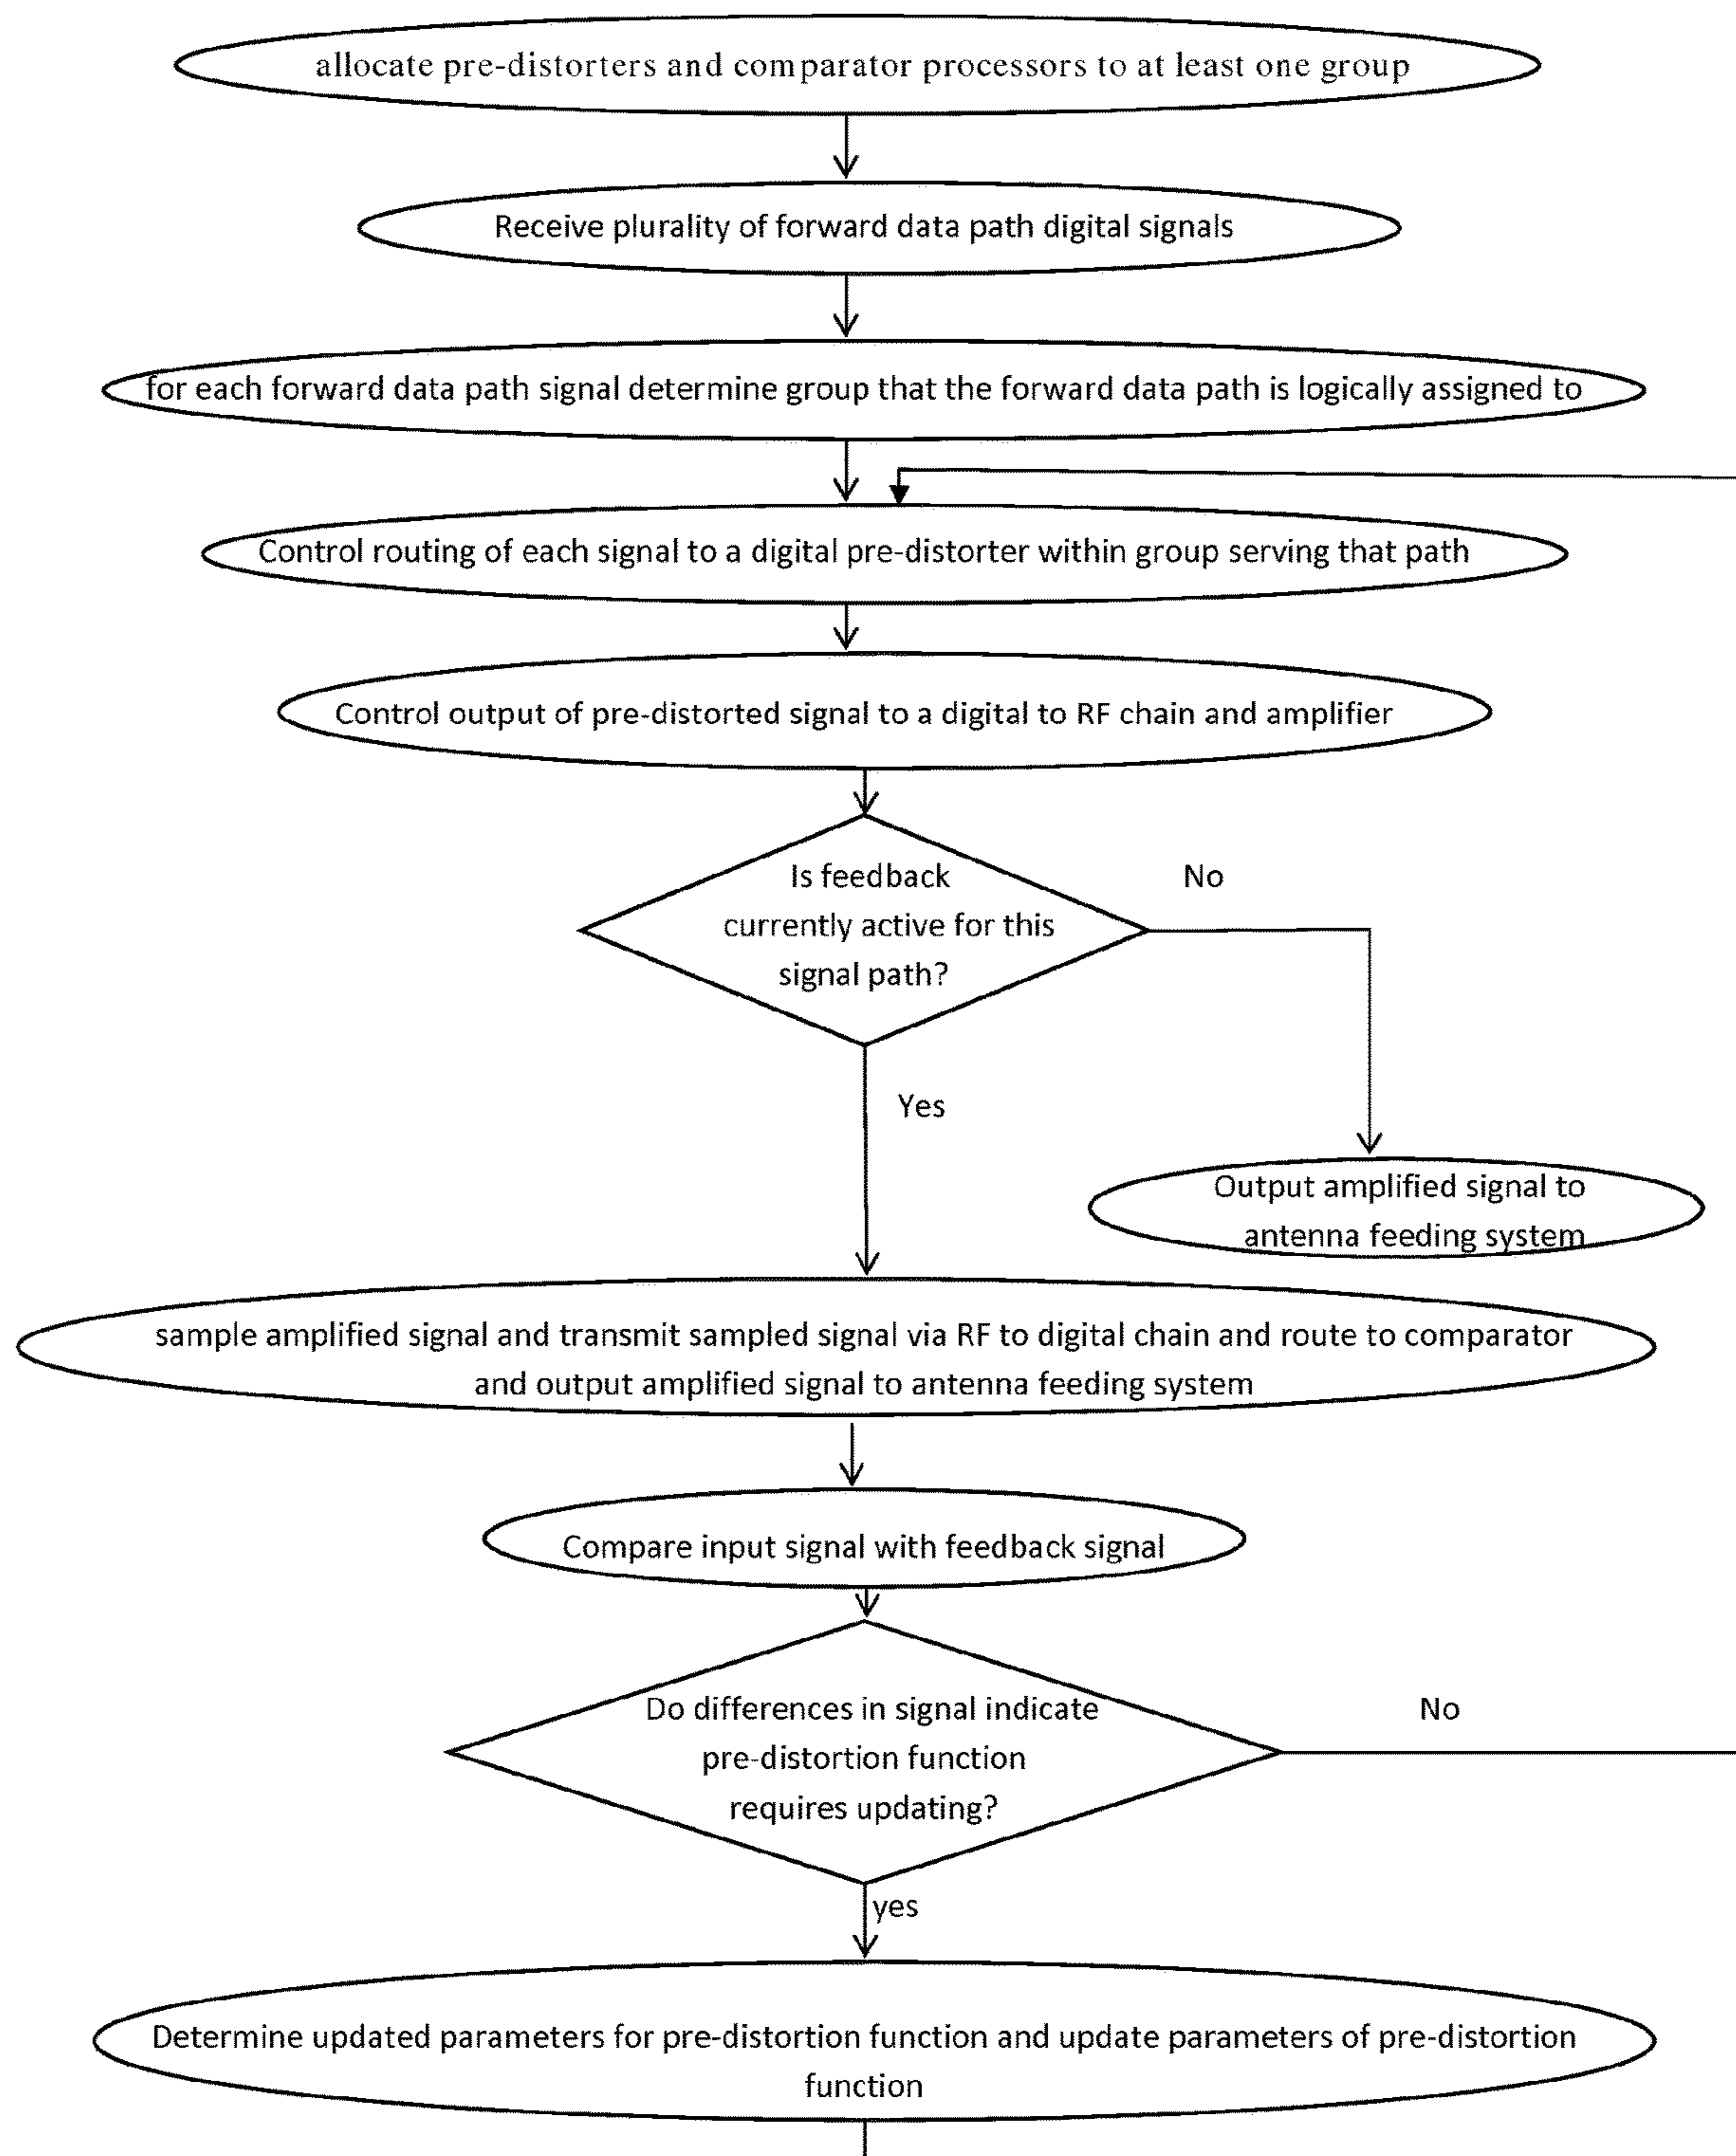 allocate pre-distorters and comparator processors to at least one group
Receive plurality of forward data path digital signals
for each forward data path signal determine group that the forward data path is logically assigned to
Control routing of each signal to a digital pre-distorter within group serving that path
Control output of pre-distorted signal to a digital to RF chain and amplifier
Is feedback
currently active for this
signal path?
No
Yes
Output amplified signal to
antenna feeding system
sample amplified signal and transmit sampled signal via RF to digital chain and route to comparator
and output amplified signal to antenna feeding system
Compare input signal with feedback signal
Do differences in signal indicate
pre-distortion function
requires updating?
No
yes
Determine updated parameters for pre-distortion function and update parameters of pre-distortion
function